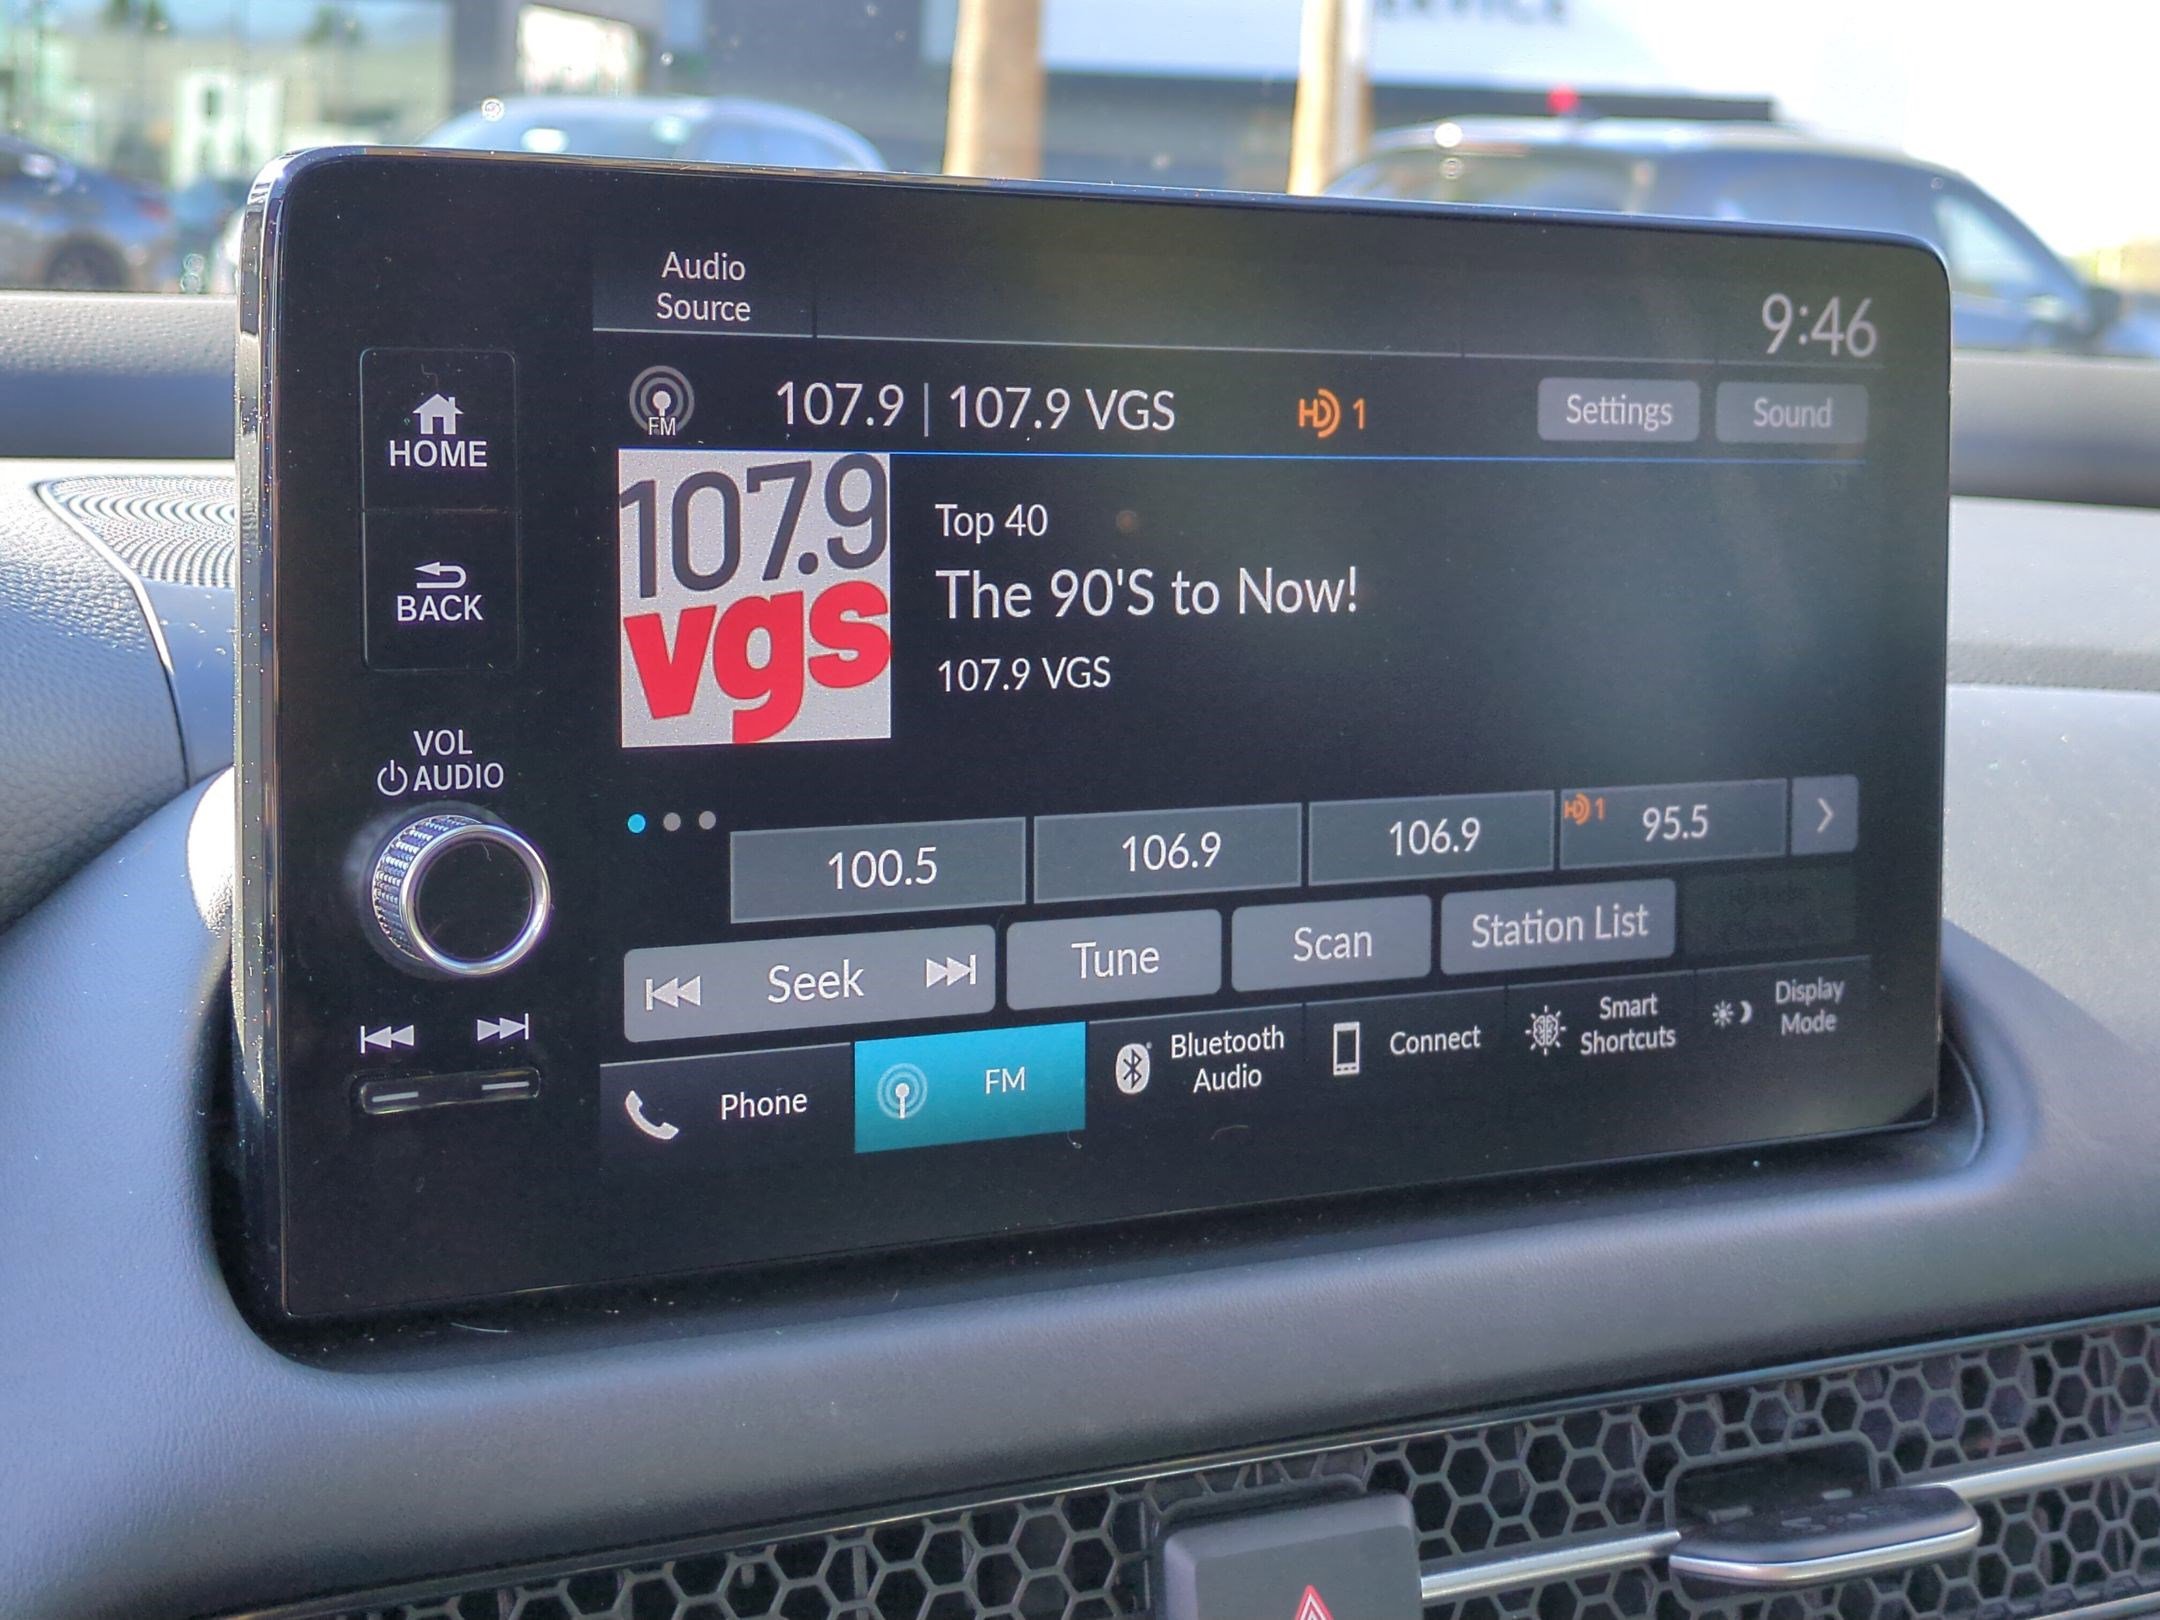 Audio
Source
9:46
HOME
BACK
VOL
AUDIO
FM
107.9 | 107.9 VGS
HD 1
Settings
Sound
107.9
vgs
Top 40
The 90'S to Now!
107.9 VGS
100.5
106.9
106.9
HD 1
95.5
Seek
Tune
Scan
Station List
Phone
FM
Bluetooth
Audio
Connect
Smart
Shortcuts
Display
Mode